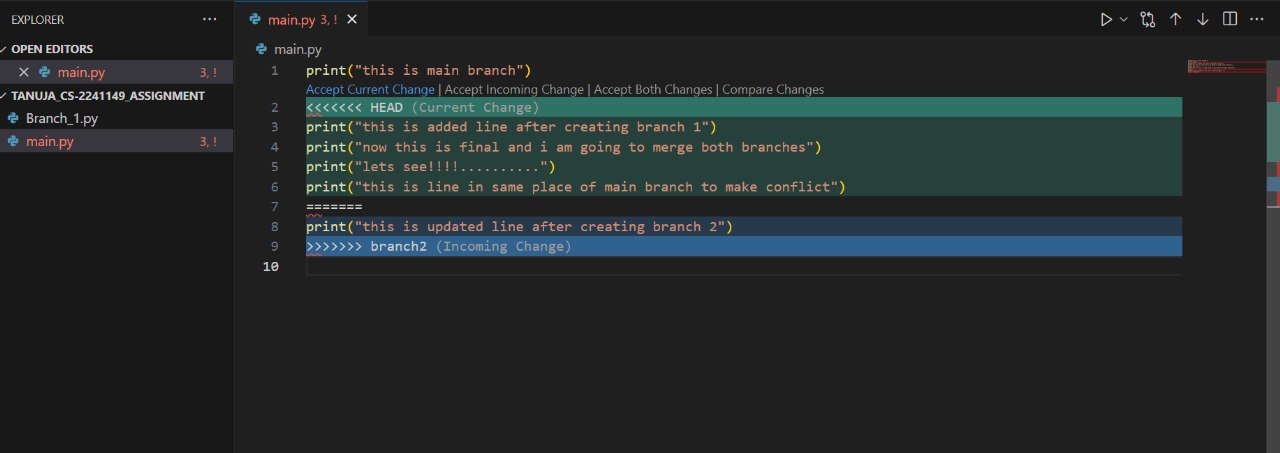 EXPLORER
···
OPEN EDITORS
main.py 3, !
TANUJA_CS-2241149_ASSIGNMENT
Branch_1.py
main.py 3, !
main.py 3, !
main.py
1 print("this is main branch")
Accept Current Change | Accept Incoming Change | Accept Both Changes | Compare Changes
2 <<<<<<< HEAD (Current Change)
3 print("this is added line after creating branch 1")
4 print("now this is final and i am going to merge both branches")
5 print("lets see!!!!..........")
6 print("this is line in same place of main branch to make conflict")
7 =======
8 print("this is updated line after creating branch 2")
9 >>>>>>> branch2 (Incoming Change)
10